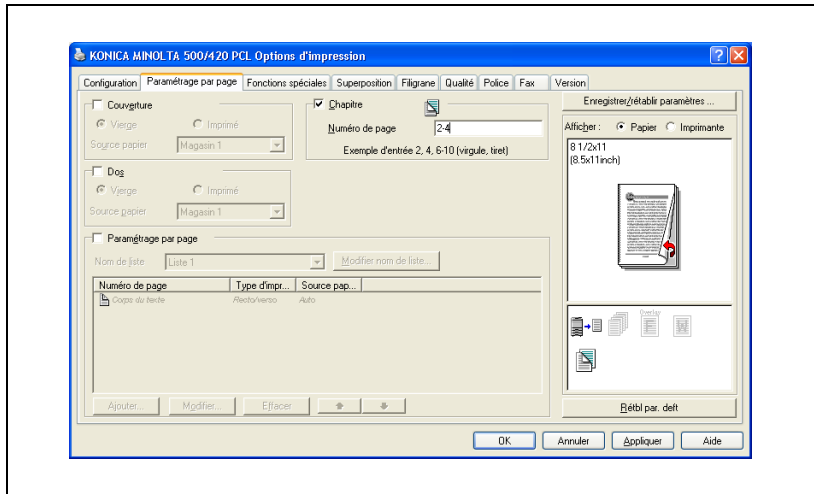 KONICA MINOLTA 500/420 PCL Options d'impression
Configuration
Paramétrage par page
Fonctions spéciales
Superposition
Filigrane
Qualité
Police
Fax
Version
Couverture
Vierge
Imprimé
Source papier
Magasin 1
Chapitre
Numéro de page
2-4
Exemple d'entrée 2, 4, 6-10 (virgule, tiret)
Dos
Vierge
Imprimé
Source papier
Magasin 1
Paramétrage par page
Nom de liste
Liste 1
Modifier nom de liste...
Numéro de page
Type d'impr...
Source pap...
Corps du texte
Recto/verso
Auto
Ajouter...
Modifier...
Effacer
Enregistrer/rétablir paramètres ...
Afficher :
Papier
Imprimante
8 1/2x11
(8.5x11inch)
Overlay
Rétbl par. deft
OK
Annuler
Appliquer
Aide